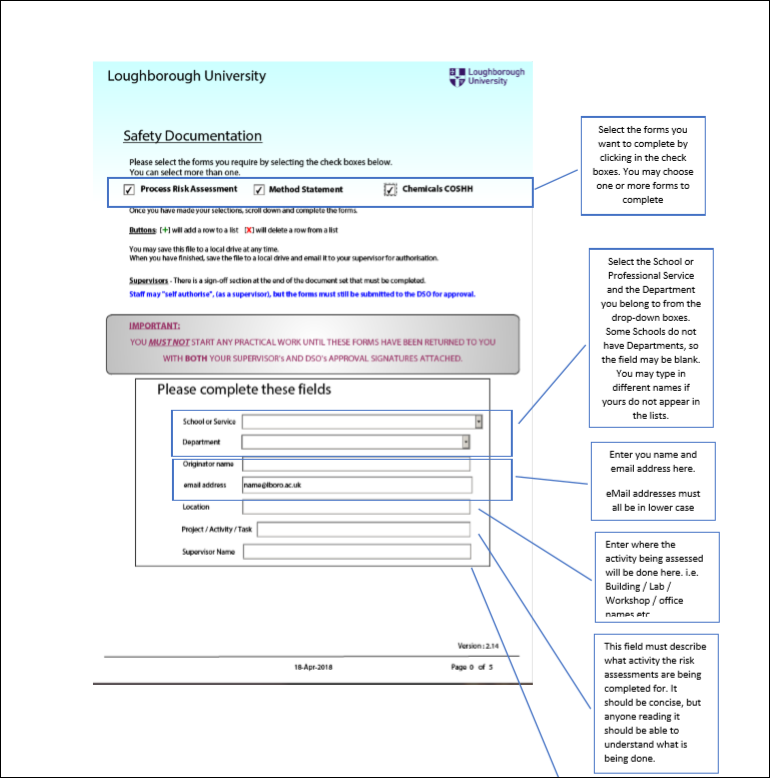 Loughborough University
Loughborough
University
Safety Documentation
Please select the forms you require by selecting the check boxes below.
You can select more than one.
Process Risk Assessment Method Statement Chemicals COSHH
Once you have made your selections, scroll down and complete the forms.
Buttons: [+] will add a row to a list [X] will delete a row from a list
You may save this file to a local drive at any time.
When you have finished, save the file to a local drive and email it to your supervisor for authorisation.
Supervisors - There is a sign-off section at the end of the document set that must be completed.
Staff may "self authorise", (as a supervisor), but the forms must still be submitted to the DSO for approval.
IMPORTANT:
YOU MUST NOT START ANY PRACTICAL WORK UNTIL THESE FORMS HAVE BEEN RETURNED TO YOU
WITH BOTH YOUR SUPERVISOR's AND DSO's APPROVAL SIGNATURES ATTACHED.
Please complete these fields
School or Service
Department
Originator name
email address name@lboro.ac.uk
Location
Project / Activity / Task
Supervisor Name
Version : 2.14
18-Apr-2018 Page 0 of 5
Select the forms you
want to complete by
clicking in the check
boxes. You may choose
one or more forms to
complete
Select the School or
Professional Service
and the Department
you belong to from the
drop-down boxes.
Some Schools do not
have Departments, so
the field may be blank.
You may type in
different names if
yours do not appear in
the lists.
Enter you name and
email address here.
eMail addresses must
all be in lower case
Enter where the
activity being assessed
will be done here. i.e.
Building / Lab /
Workshop / office
names etc
This field must describe
what activity the risk
assessments are being
completed for. It
should be concise, but
anyone reading it
should be able to
understand what is
being done.